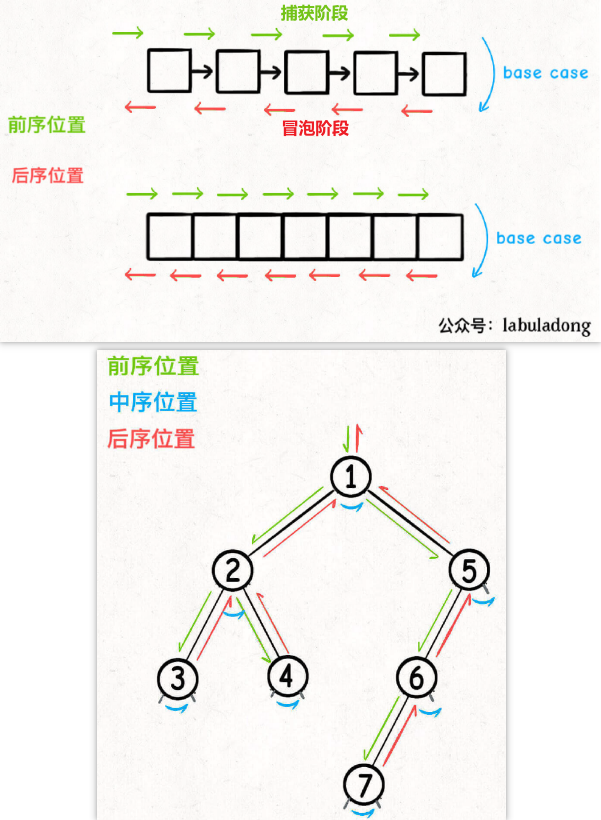 捕获阶段
base case
前序位置
冒泡阶段
后序位置
base case
公众号：labuladong
前序位置
中序位置
后序位置
1
2
5
3
4
6
7